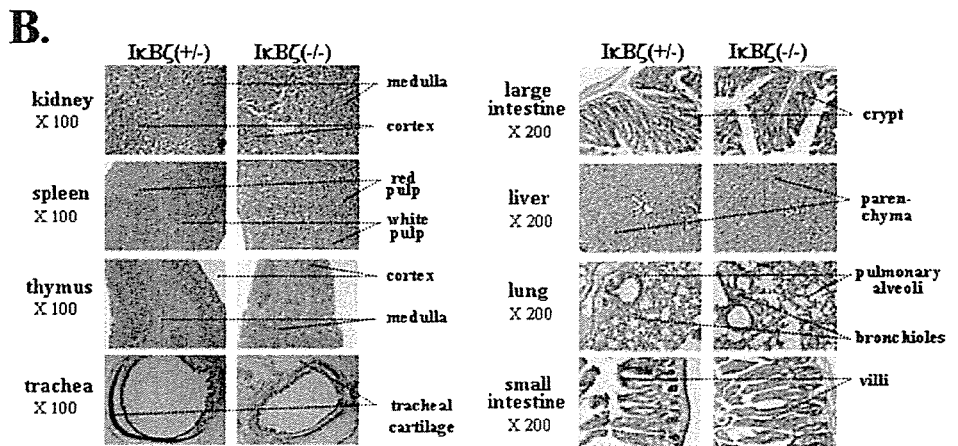 B.
IκBζ(+/-) IκBζ(-/-)
kidney
X 100
medulla
cortex
spleen
X 100
red
pulp
white
pulp
thymus
X 100
cortex
medulla
trachea
X 100
tracheal
cartilage
IκBζ(+/-) IκBζ(-/-)
large
intestine
X 200
crypt
liver
X 200
paren-
chyma
lung
X 200
pulmonary
alveoli
bronchioles
small
intestine
X 200
villi